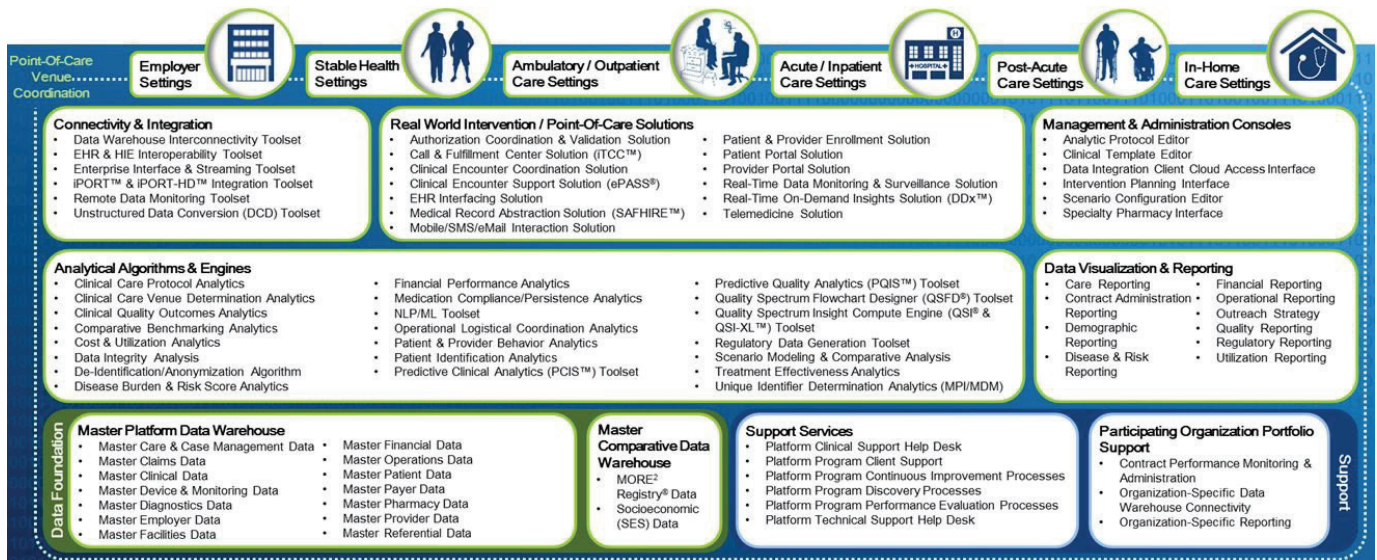 Point-Of-Care
Venue
Coordination
Employer
Settings
Stable Health
Settings
Ambulatory / Outpatient
Care Settings
HOSPITAL
H
Acute / Inpatient
Care Settings
Post-Acute
Care Settings
In-Home
Care Settings
Connectivity & Integration
• Data Warehouse Interconnectivity Toolset
• EHR & HIE Interoperability Toolset
• Enterprise Interface & Streaming Toolset
• iPORT™ & iPORT-HD™ Integration Toolset
• Remote Data Monitoring Toolset
• Unstructured Data Conversion (DCD) Toolset
Real World Intervention / Point-Of-Care Solutions
• Authorization Coordination & Validation Solution
• Call & Fulfillment Center Solution (iTCC™)
• Clinical Encounter Coordination Solution
• Clinical Encounter Support Solution (ePASS®)
• EHR Interfacing Solution
• Medical Record Abstraction Solution (SAFHIRE™)
• Mobile/SMS/eMail Interaction Solution
• Patient & Provider Enrollment Solution
• Patient Portal Solution
• Provider Portal Solution
• Real-Time Data Monitoring & Surveillance Solution
• Real-Time On-Demand Insights Solution (DDx™)
• Telemedicine Solution
Management & Administration Consoles
• Analytic Protocol Editor
• Clinical Template Editor
• Data Integration Client Cloud Access Interface
• Intervention Planning Interface
• Scenario Configuration Editor
• Specialty Pharmacy Interface
Analytical Algorithms & Engines
• Clinical Care Protocol Analytics
• Clinical Care Venue Determination Analytics
• Clinical Quality Outcomes Analytics
• Comparative Benchmarking Analytics
• Cost & Utilization Analytics
• Data Integrity Analysis
• De-Identification/Anonymization Algorithm
• Disease Burden & Risk Score Analytics
• Financial Performance Analytics
• Medication Compliance/Persistence Analytics
• NLP/ML Toolset
• Operational Logistical Coordination Analytics
• Patient & Provider Behavior Analytics
• Patient Identification Analytics
• Predictive Clinical Analytics (PCIS™) Toolset
• Predictive Quality Analytics (PQIS™) Toolset
• Quality Spectrum Flowchart Designer (QSFD®) Toolset
• Quality Spectrum Insight Compute Engine (QSI® &
QSI-XL™) Toolset
• Regulatory Data Generation Toolset
• Scenario Modeling & Comparative Analysis
• Treatment Effectiveness Analytics
• Unique Identifier Determination Analytics (MPI/MDM)
Data Visualization & Reporting
• Care Reporting
• Contract Administration
Reporting
• Demographic
Reporting
• Disease & Risk
Reporting
• Financial Reporting
• Operational Reporting
• Outreach Strategy
• Quality Reporting
• Regulatory Reporting
• Utilization Reporting
Data Foundation
Master Platform Data Warehouse
• Master Care & Case Management Data
• Master Claims Data
• Master Clinical Data
• Master Device & Monitoring Data
• Master Diagnostics Data
• Master Employer Data
• Master Facilities Data
• Master Financial Data
• Master Operations Data
• Master Patient Data
• Master Payer Data
• Master Pharmacy Data
• Master Provider Data
• Master Referential Data
Master
Comparative Data
Warehouse
• MORE²
Registry® Data
• Socioeconomic
(SES) Data
Support Services
• Platform Clinical Support Help Desk
• Platform Program Client Support
• Platform Program Continuous Improvement Processes
• Platform Program Discovery Processes
• Platform Program Performance Evaluation Processes
• Platform Technical Support Help Desk
Participating Organization Portfolio
Support
• Contract Performance Monitoring &
Administration
• Organization-Specific Data
Warehouse Connectivity
• Organization-Specific Reporting
Support